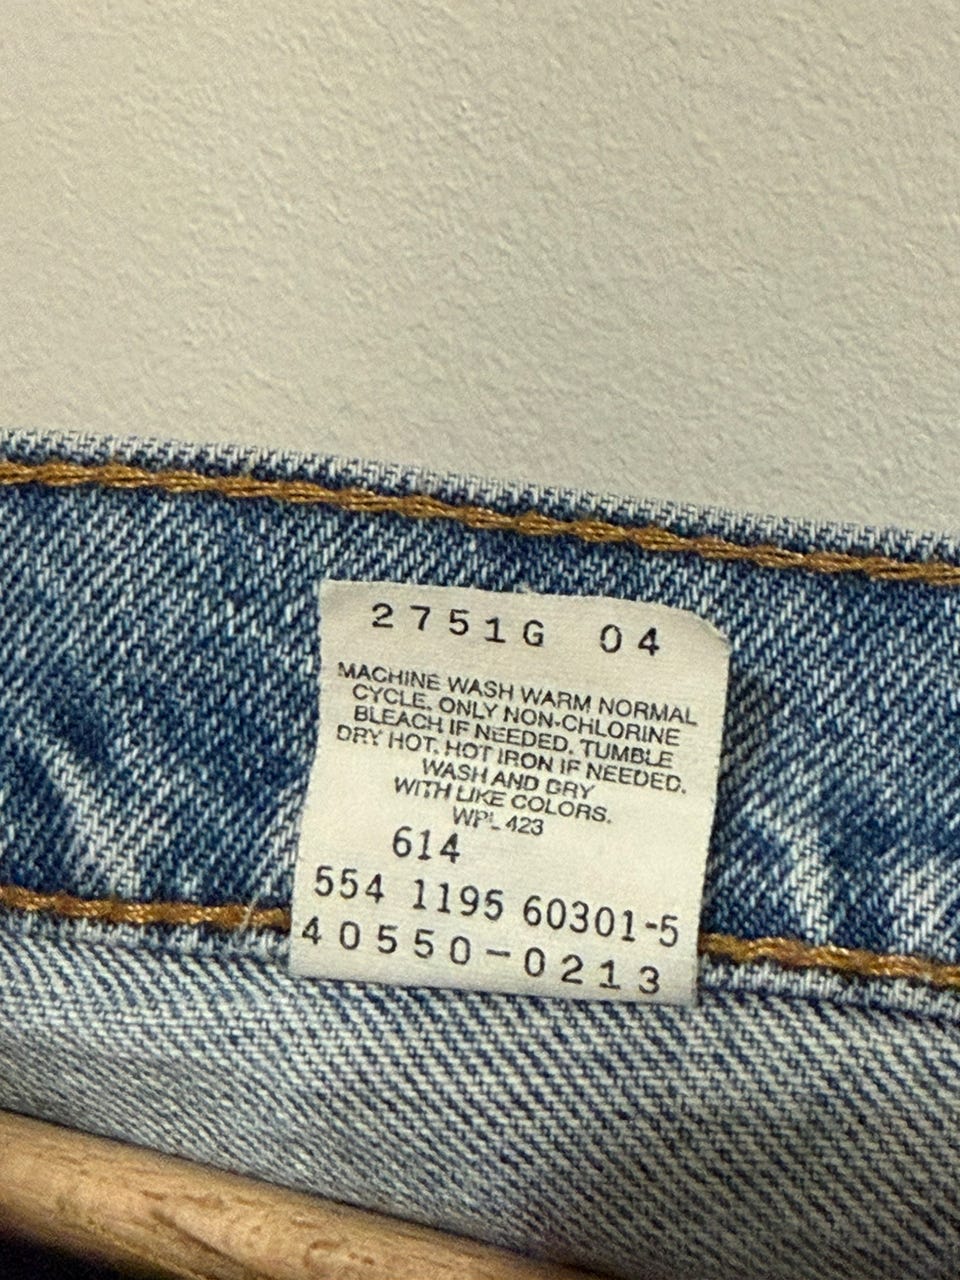 2751G 04
MACHINE WASH WARM NORMAL
CYCLE. ONLY NON-CHLORINE
BLEACH IF NEEDED. TUMBLE
DRY HOT. HOT IRON IF NEEDED.
WASH AND DRY
WITH LIKE COLORS.
WPL 423
614
554 1195 60301-5
40550-0213